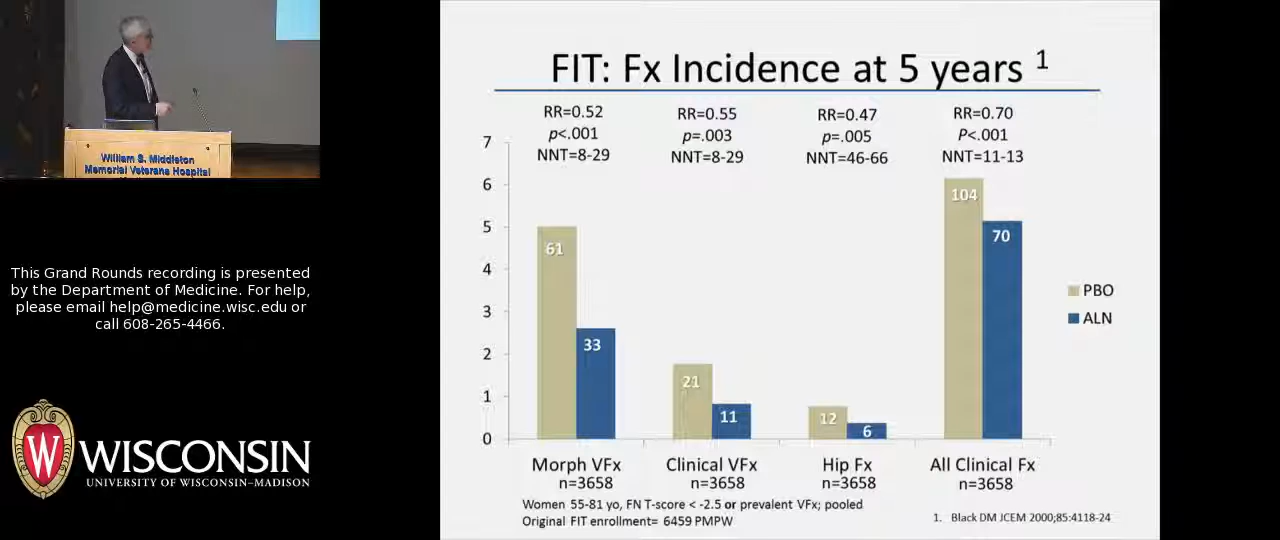 William S. Middleton
Memorial Veterans Hospital
This Grand Rounds recording is presented
by the Department of Medicine. For help,
please email help@medicine.wisc.edu or
call 608-265-4466.
W
WISCONSIN
UNIVERSITY OF WISCONSIN–MADISON
FIT: Fx Incidence at 5 years 1
RR=0.52 RR=0.55 RR=0.47 RR=0.70
p<.001 p=.003 p=.005 P<.001
NNT=8-29 NNT=8-29 NNT=46-66 NNT=11-13
7
6
5
4
3
2
1
0
61
33
21
11
12
6
104
70
PBO
ALN
Morph VFx Clinical VFx Hip Fx All Clinical Fx
n=3658 n=3658 n=3658 n=3658
Women 55-81 yo, FN T-score < -2.5 or prevalent VFx; pooled
Original FIT enrollment= 6459 PMPW
1. Black DM JCEM 2000;85:4118-24